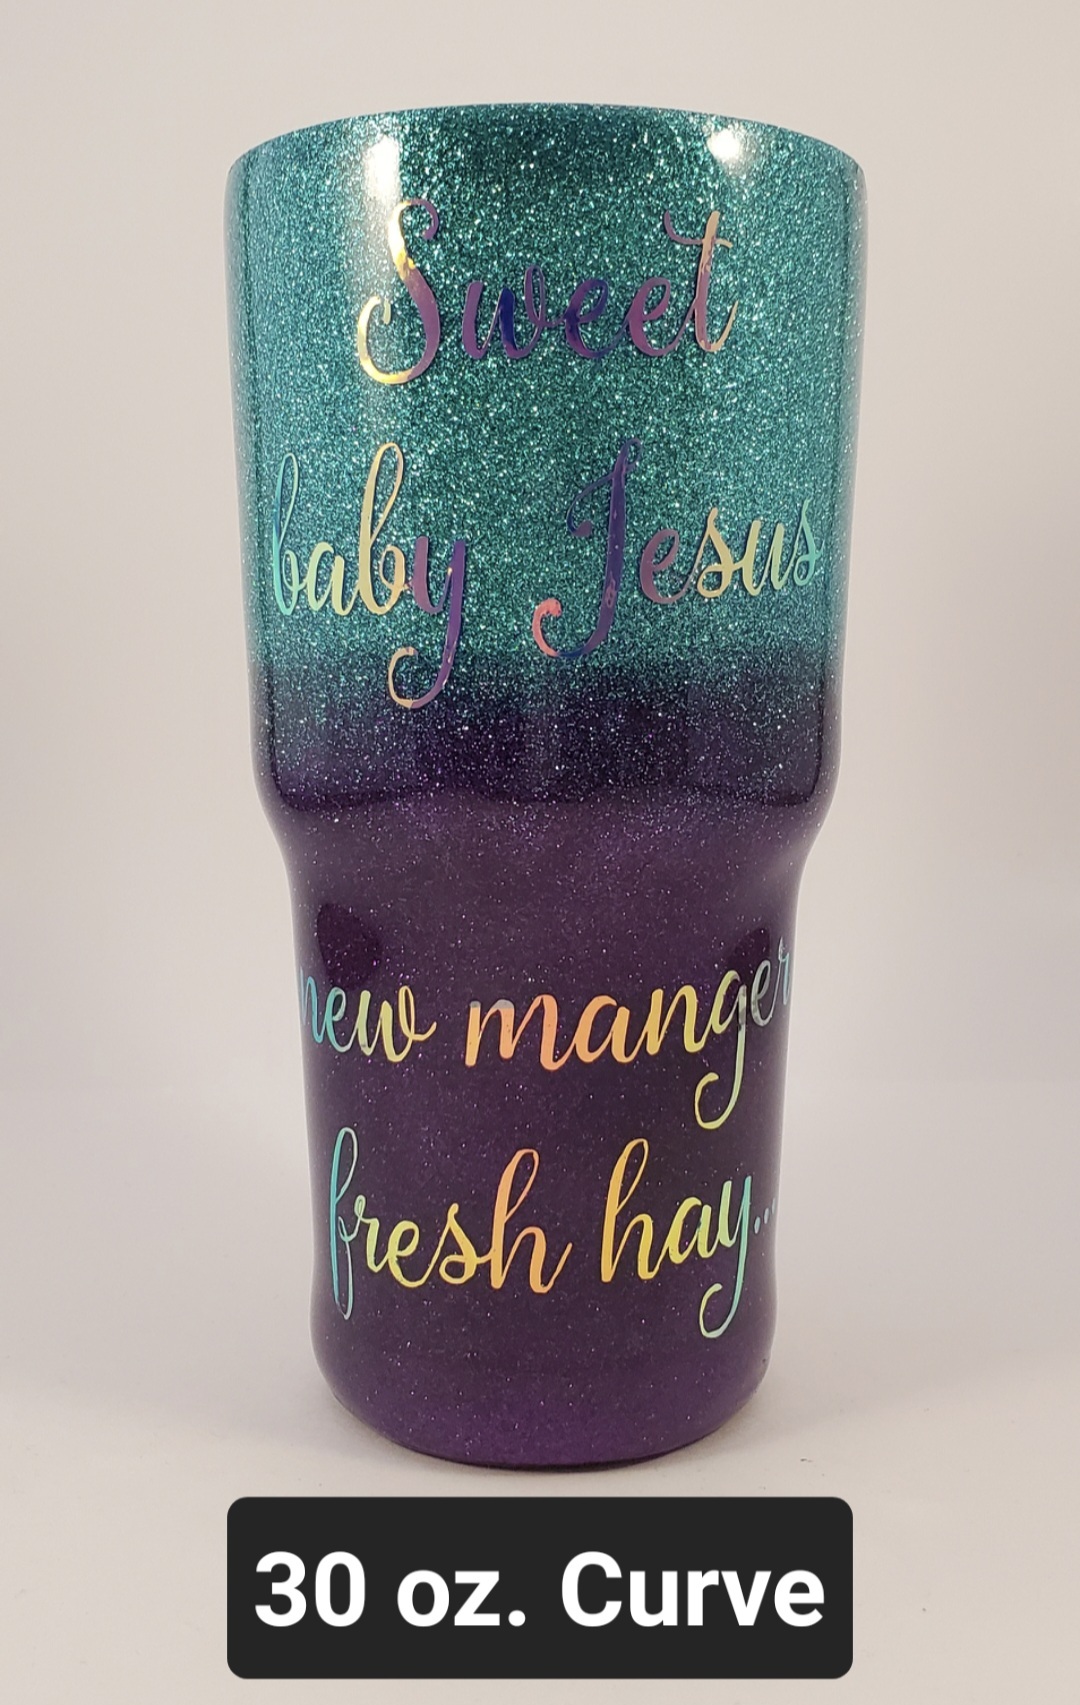 Sweet
baby Jesus
new manger
fresh hay...
30 oz. Curve